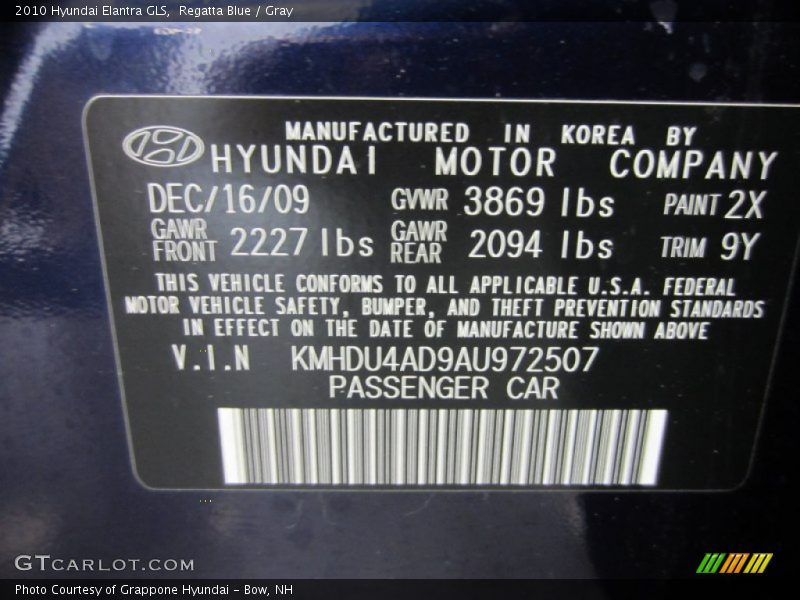 2010 Hyundai Elantra GLS,  Regatta Blue / Gray
MANUFACTURED IN KOREA BY
HYUNDAI MOTOR COMPANY
DEC/16/09 GVWR 3869 lbs PAINT 2X
GAWR FRONT 2227 lbs GAWR REAR 2094 lbs TRIM 9Y
THIS VEHICLE CONFORMS TO ALL APPLICABLE U.S.A. FEDERAL
MOTOR VEHICLE SAFETY, BUMPER, AND THEFT PREVENTION STANDARDS
IN EFFECT ON THE DATE OF MANUFACTURE SHOWN ABOVE
V.I.N KMHDU4AD9AU972507
PASSENGER CAR
GTCARLOT.COM
Photo Courtesy of Grappone Hyundai - Bow, NH